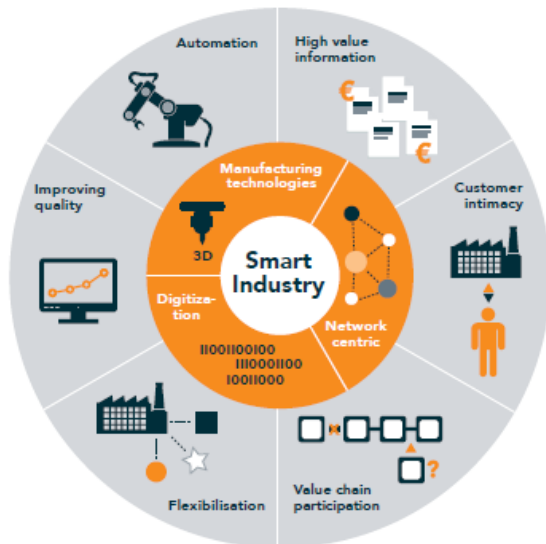 Automation
High value
information
€
€
Manufacturing
technologies
Improving
quality
Customer
intimacy
3D
Smart
Industry
Digitiza-
tion
Network
centric
11001100100
1110001100
10011000
?
Flexibilisation
Value chain
participation